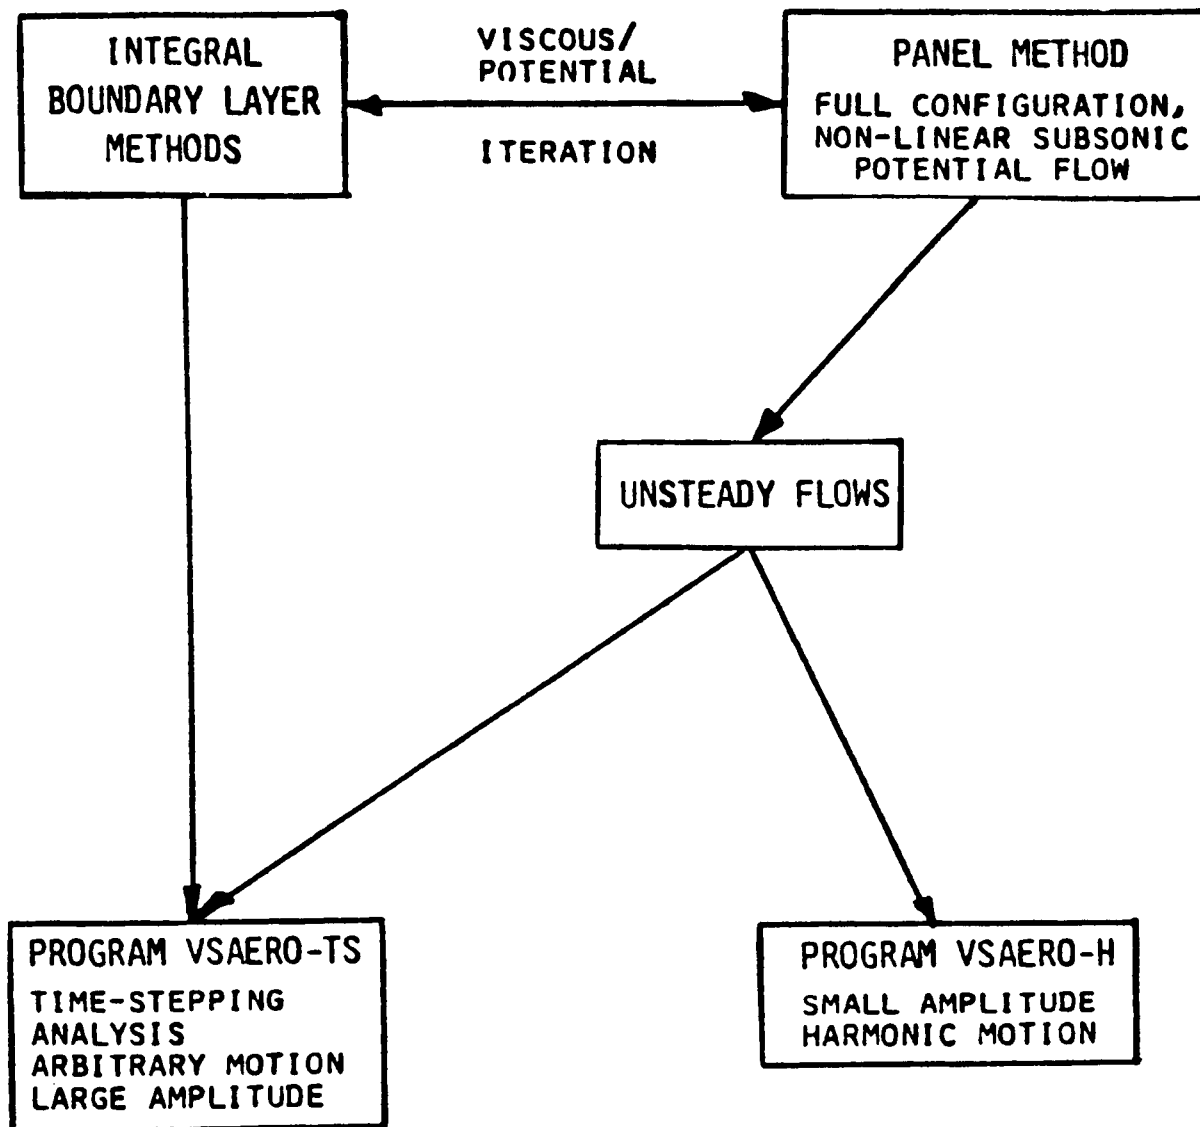 INTEGRAL
BOUNDARY LAYER
METHODS
VISCOUS/
POTENTIAL
ITERATION
PANEL METHOD
FULL CONFIGURATION,
NON-LINEAR SUBSONIC
POTENTIAL FLOW
UNSTEADY FLOWS
PROGRAM VSAERO-TS
TIME-STEPPING
ANALYSIS
ARBITRARY MOTION
LARGE AMPLITUDE
PROGRAM VSAERO-H
SMALL AMPLITUDE
HARMONIC MOTION